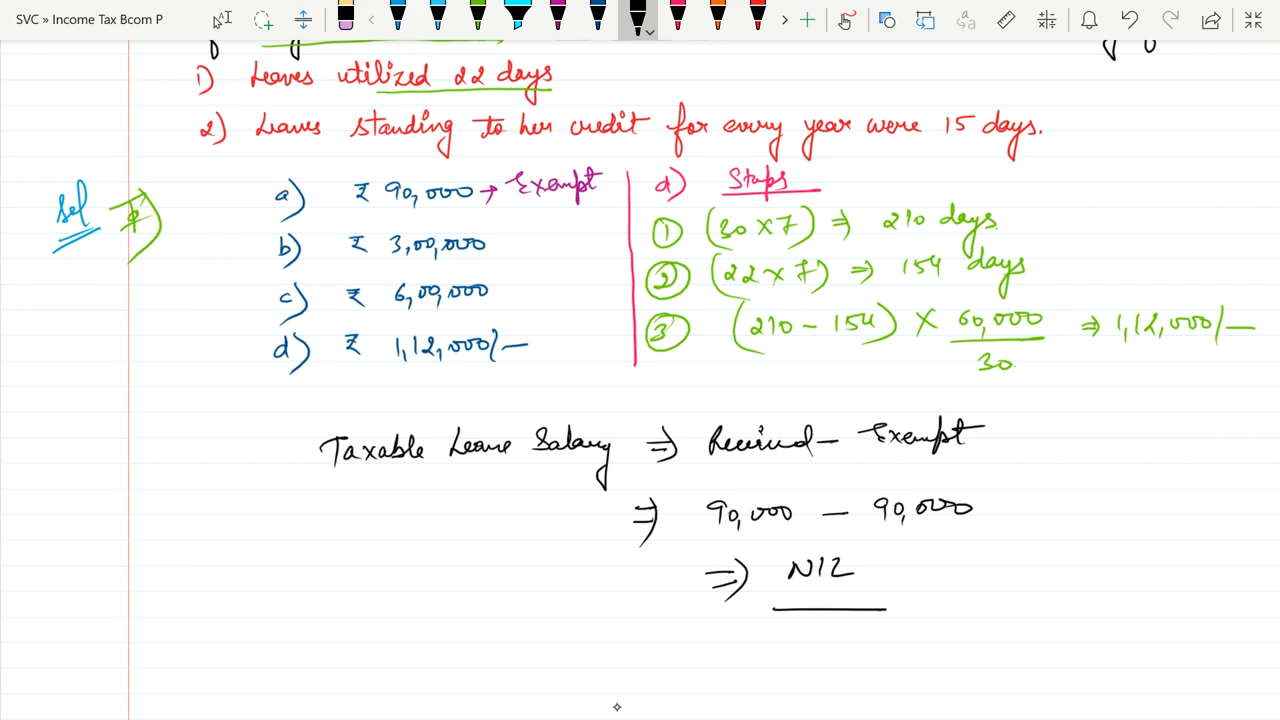 SVC » Income Tax Bcom P
1) Leaves utilized 22 days
2) Leaves standing to her credit for every year were 15 days.
Sol
a) ₹ 90,000 → Exempt
b) ₹ 3,00,000
c) ₹ 6,00,000
d) ₹ 1,12,000/-
d) Steps
① (30 x 7) ⇒ 210 days
② (22 x 7) ⇒ 154 days
③ (210 - 154) X 60,000/30 ⇒ 1,12,000/-
Taxable Leave Salary ⇒ Received - Exempt
⇒ 90,000 - 90,000
⇒ NIL